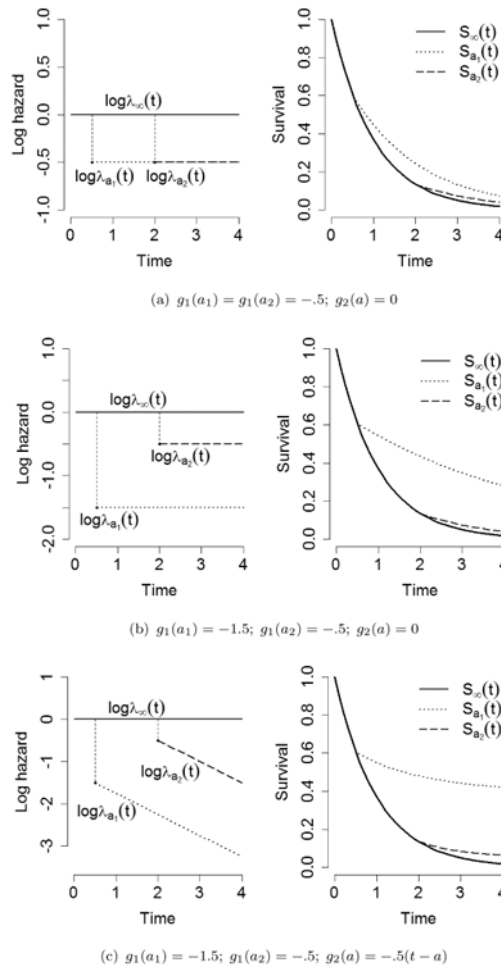 Log hazard
1.0
0.5
0.0
-0.5
-1.0
logλ∞(t)
logλa₁(t)
logλa₂(t)
0 1 2 3 4
Time
Survival
1.0
0.8
0.6
0.4
0.2
0.0
S∞(t)
Sa₁(t)
Sa₂(t)
0 1 2 3 4
Time
(a) g₁(a₁) = g₁(a₂) = −.5; g₂(a) = 0
Log hazard
1.0
0.0
-1.0
-2.0
logλ∞(t)
logλa₂(t)
logλa₁(t)
0 1 2 3 4
Time
Survival
1.0
0.8
0.6
0.4
0.2
0.0
S∞(t)
Sa₁(t)
Sa₂(t)
0 1 2 3 4
Time
(b) g₁(a₁) = −1.5; g₁(a₂) = −.5; g₂(a) = 0
Log hazard
1
0
-1
-2
-3
logλ∞(t)
logλa₂(t)
logλa₁(t)
0 1 2 3 4
Time
Survival
1.0
0.8
0.6
0.4
0.2
0.0
S∞(t)
Sa₁(t)
Sa₂(t)
0 1 2 3 4
Time
(c) g₁(a₁) = −1.5; g₁(a₂) = −.5; g₂(a) = −.5(t − a)